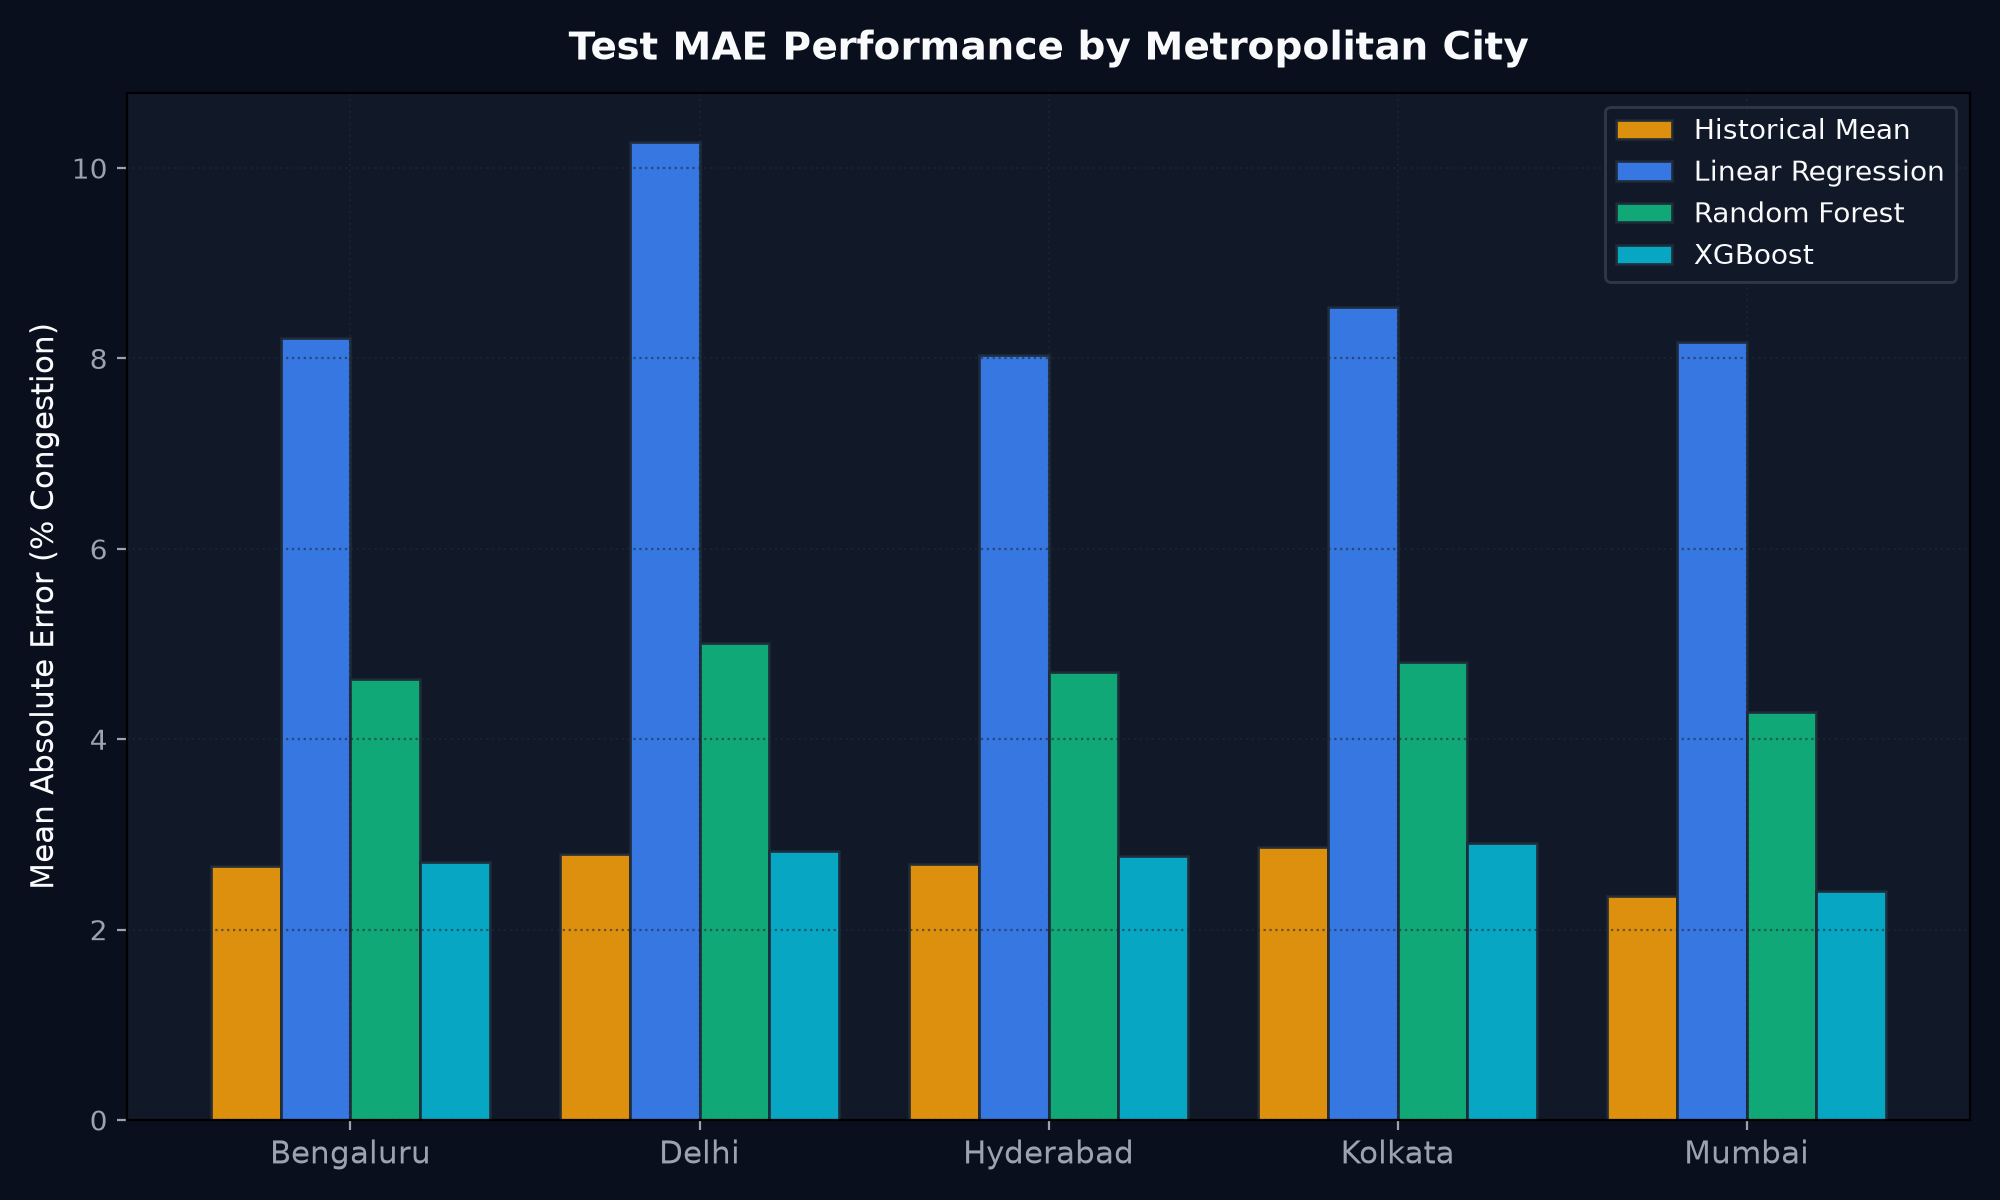 Test MAE Performance by Metropolitan City
Historical Mean
Linear Regression
Random Forest
XGBoost
Mean Absolute Error (% Congestion)
10
8
6
4
2
0
Bengaluru
Delhi
Hyderabad
Kolkata
Mumbai